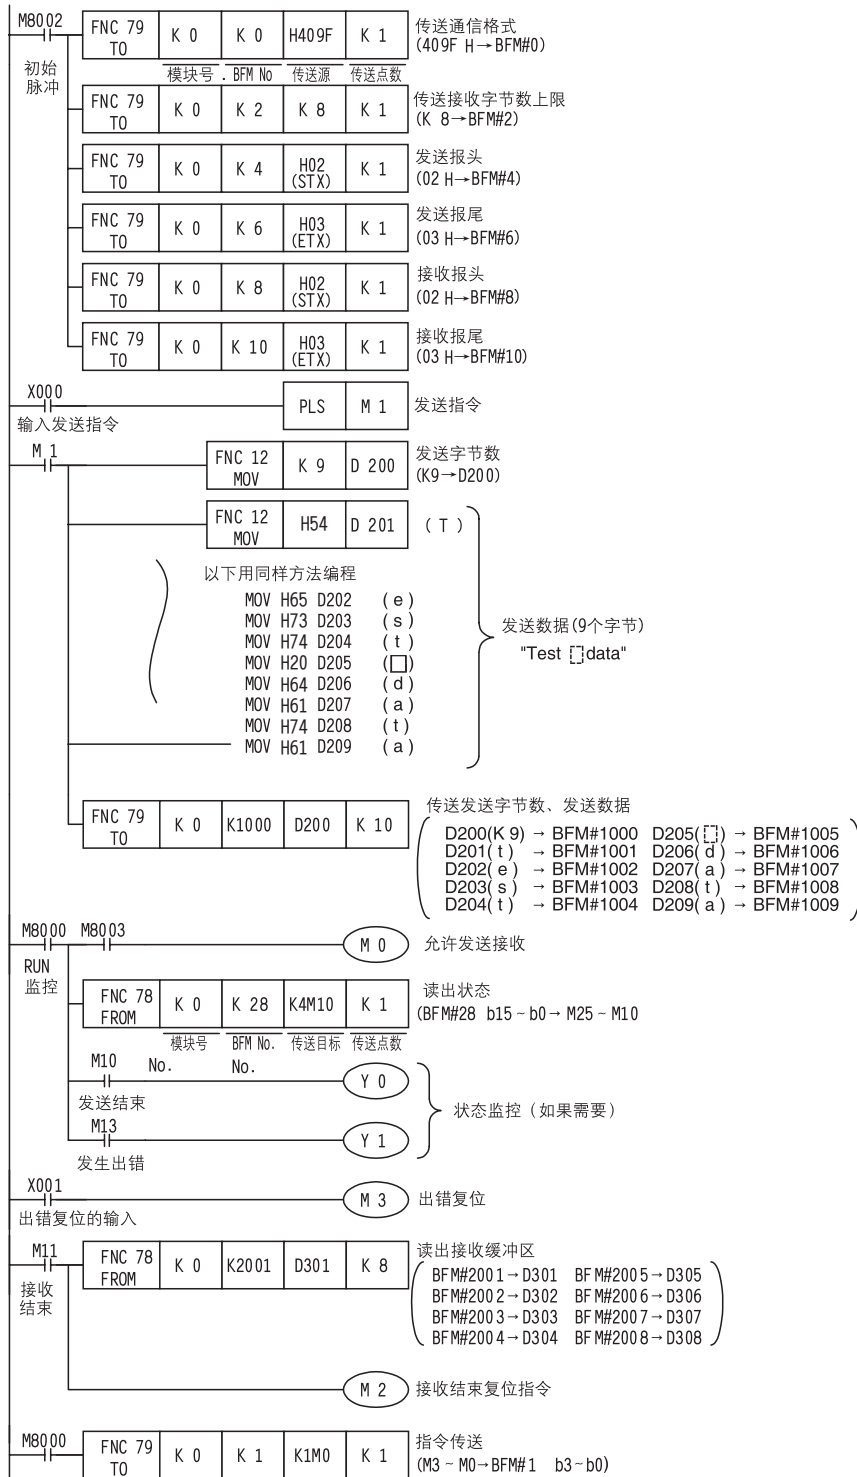 M8002
FNC 79 TO K 0 K 0 H409F K 1 传送通信格式
(409F H→BFM#0)
初始
脉冲
模块号 . BFM No 传送源 传送点数
FNC 79 TO K 0 K 2 K 8 K 1 传送接收字节数上限
(K 8→BFM#2)
FNC 79 TO K 0 K 4 H02 (STX) K 1 发送报头
(02 H→BFM#4)
FNC 79 TO K 0 K 6 H03 (ETX) K 1 发送报尾
(03 H→BFM#6)
FNC 79 TO K 0 K 8 H02 (STX) K 1 接收报头
(02 H→BFM#8)
FNC 79 TO K 0 K 10 H03 (ETX) K 1 接收报尾
(03 H→BFM#10)
X000
输入发送指令
PLS M 1 发送指令
M 1
FNC 12 MOV K 9 D 200 发送字节数
(K9→D200)
FNC 12 MOV H54 D 201 ( T )
以下用同样方法编程
MOV H65 D202 ( e )
MOV H73 D203 ( s )
MOV H74 D204 ( t )
MOV H20 D205 (□)
MOV H64 D206 ( d )
MOV H61 D207 ( a )
MOV H74 D208 ( t )
MOV H61 D209 ( a )
发送数据(9个字节)
"Test □data"
FNC 79 TO K 0 K1000 D200 K 10
传送发送字节数、发送数据
D200(K 9) → BFM#1000 D205(□) → BFM#1005
D201( t ) → BFM#1001 D206( d ) → BFM#1006
D202( e ) → BFM#1002 D207( a ) → BFM#1007
D203( s ) → BFM#1003 D208( t ) → BFM#1008
D204( t ) → BFM#1004 D209( a ) → BFM#1009
M8000 M8003
RUN
监控
M 0 允许发送接收
FNC 78 FROM K 0 K 28 K4M10 K 1 读出状态
(BFM#28 b15～b0→ M25～M10
模块号 BFM No. 传送目标 传送点数
No. No.
M10
发送结束
Y 0
M13
发生出错
Y 1
状态监控（如果需要）
X001
出错复位的输入
M 3 出错复位
M11
接收
结束
FNC 78 FROM K 0 K2001 D301 K 8 读出接收缓冲区
BFM#2001→D301 BFM#2005→D305
BFM#2002→D302 BFM#2006→D306
BFM#2003→D303 BFM#2007→D307
BFM#2004→D304 BFM#2008→D308
M 2 接收结束复位指令
M8000
FNC 79 TO K 0 K 1 K1M0 K 1 指令传送
(M3～M0→BFM#1 b3~b0)